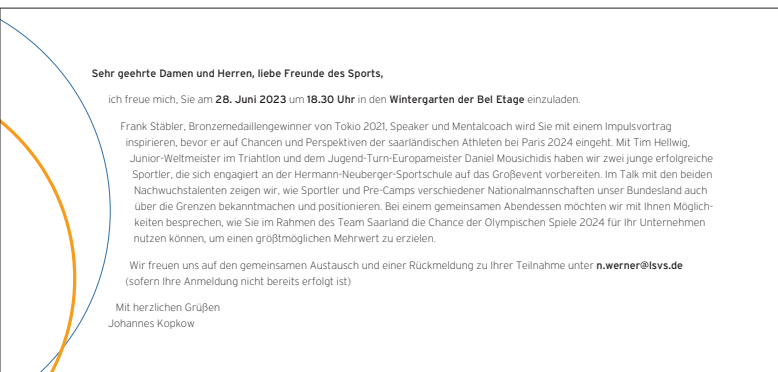 Sehr geehrte Damen und Herren, liebe Freunde des Sports,
ich freue mich, Sie am 28. Juni 2023 um 18.30 Uhr in den Wintergarten der Bel Etage einzuladen.
Frank Stäbler, Bronzemedaillengewinner von Tokio 2021, Speaker und Mentalcoach wird Sie mit einem Impulsvortrag
inspirieren, bevor er auf Chancen und Perspektiven der saarländischen Athleten bei Paris 2024 eingeht. Mit Tim Hellwig,
Junior-Weltmeister im Triahtlon und dem Jugend-Turn-Europameister Daniel Mousichidis haben wir zwei junge erfolgreiche
Sportler, die sich engagiert an der Hermann-Neuberger-Sportschule auf das Großevent vorbereiten. Im Talk mit den beiden
Nachwuchstalenten zeigen wir, wie Sportler und Pre-Camps verschiedener Nationalmannschaften unser Bundesland auch
über die Grenzen bekanntmachen und positionieren. Bei einem gemeinsamen Abendessen möchten wir mit Ihnen Möglich-
keiten besprechen, wie Sie im Rahmen des Team Saarland die Chance der Olympischen Spiele 2024 für Ihr Unternehmen
nutzen können, um einen größtmöglichen Mehrwert zu erzielen.
Wir freuen uns auf den gemeinsamen Austausch und einer Rückmeldung zu Ihrer Teilnahme unter n.werner@lsvs.de
(sofern Ihre Anmeldung nicht bereits erfolgt ist)
Mit herzlichen Grüßen
Johannes Kopkow